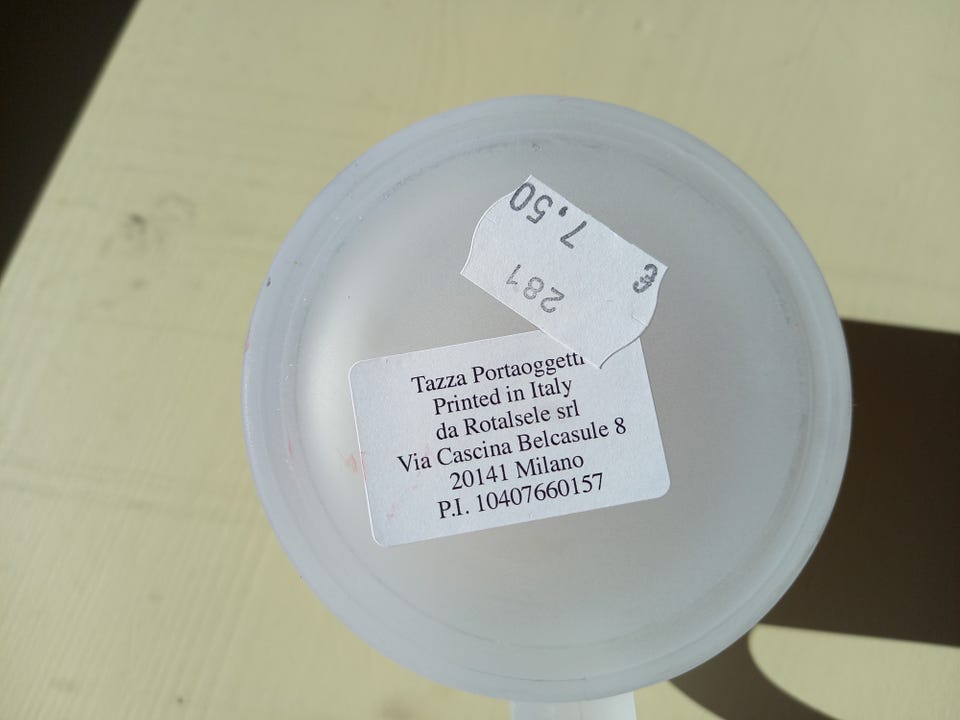 € 7.50
281
Tazza Portaoggetti
Printed in Italy
da Rotalsele srl
Via Cascina Belcasule 8
20141 Milano
P.I. 10407660157